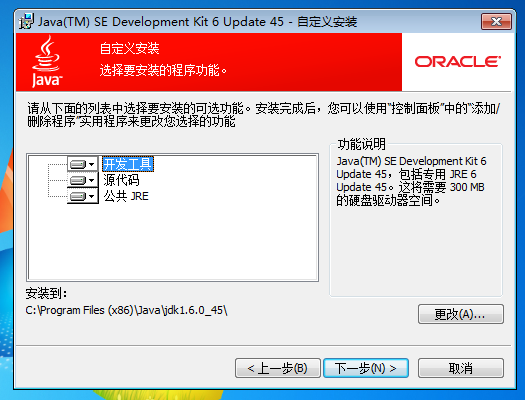 Java(TM) SE Development Kit 6 Update 45 - 自定义安装
自定义安装
选择要安装的程序功能。
Java™
ORACLE®
请从下面的列表中选择要安装的可选功能。安装完成后，您可以使用"控制面板"中的"添加/
删除程序"实用程序来更改您选择的功能
开发工具
源代码
公共 JRE
功能说明
Java(TM) SE Development Kit 6
Update 45，包括专用 JRE 6
Update 45。这将需要 300 MB
的硬盘驱动器空间。
安装到：
C:\Program Files (x86)\Java\jdk1.6.0_45\
更改(A)...
< 上一步(B)
下一步(N) >
取消